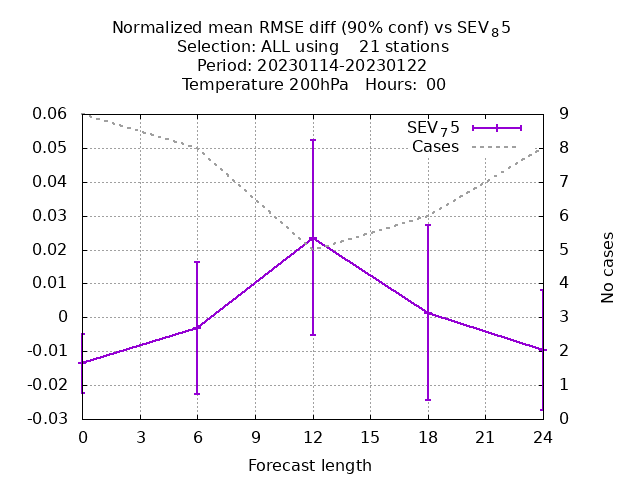 Normalized mean RMSE diff (90% conf) vs SEV₈5
Selection: ALL using    21 stations
Period: 20230114-20230122
Temperature 200hPa   Hours:  00
SEV₇5
Cases
0.06
0.05
0.04
0.03
0.02
0.01
0
-0.01
-0.02
-0.03
9
8
7
6
5
4
3
2
1
0
No cases
0 3 6 9 12 15 18 21 24
Forecast length